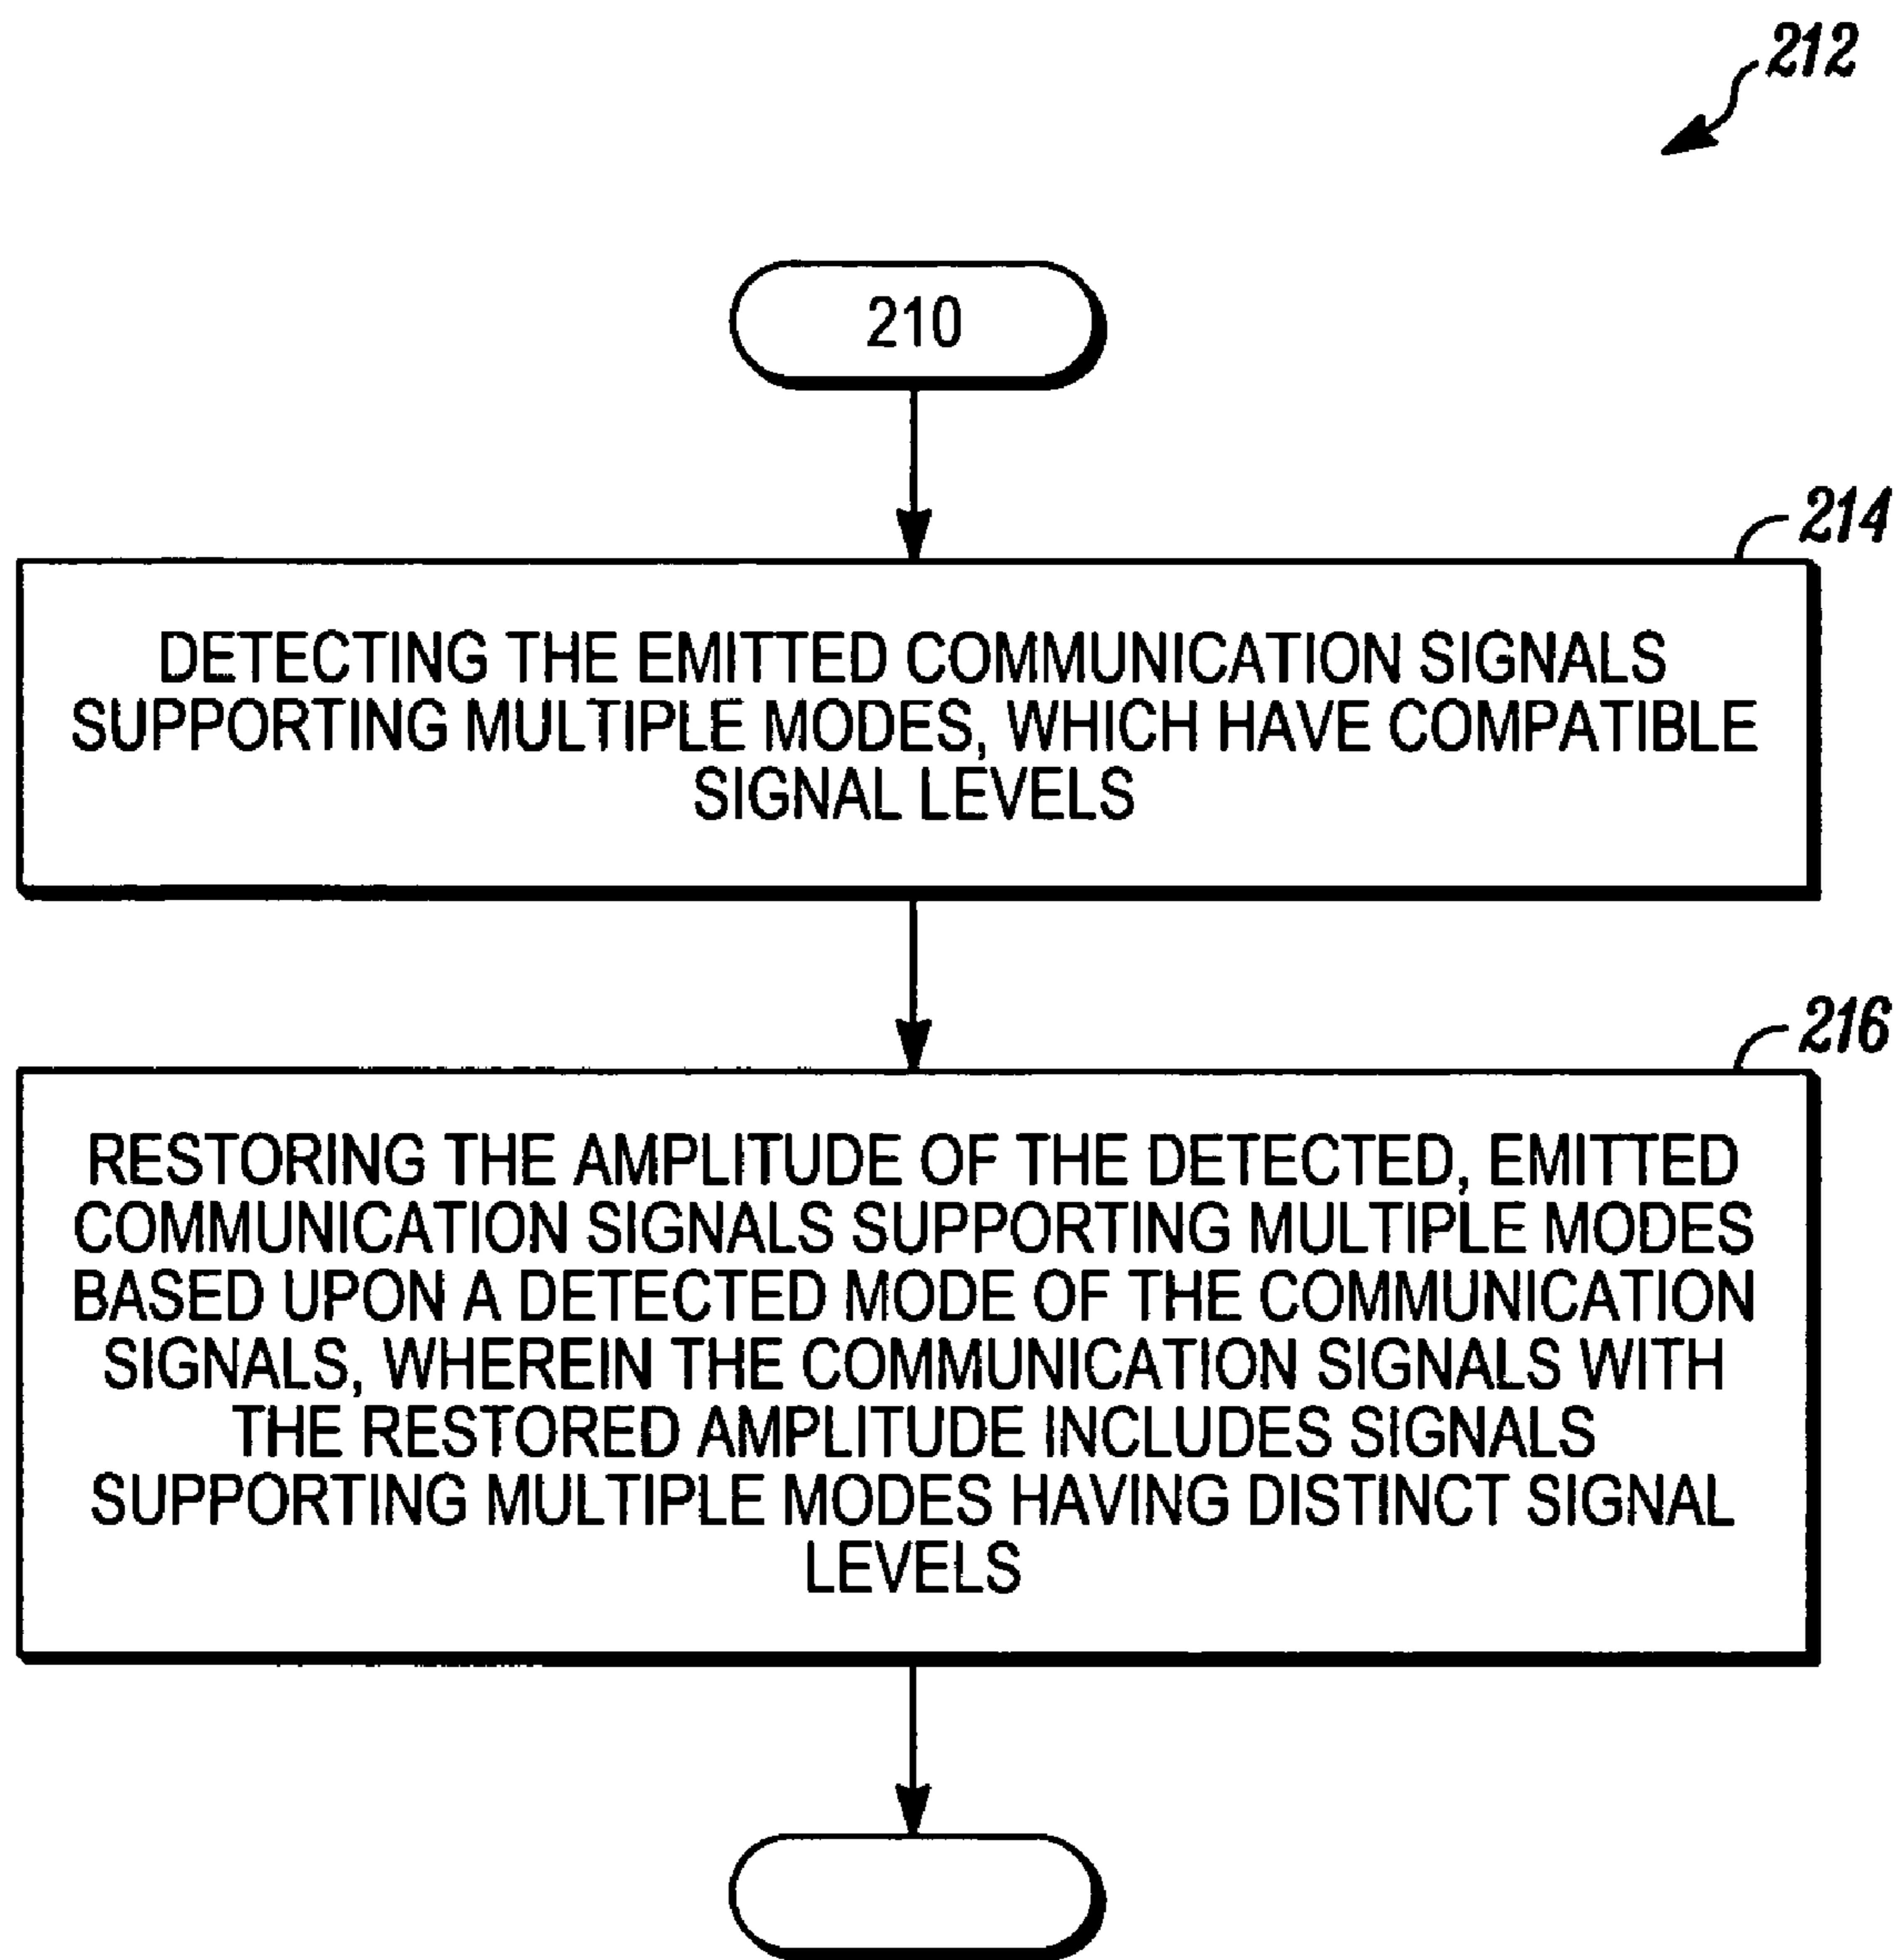 212
210
214
DETECTING THE EMITTED COMMUNICATION SIGNALS
SUPPORTING MULTIPLE MODES, WHICH HAVE COMPATIBLE
SIGNAL LEVELS
216
RESTORING THE AMPLITUDE OF THE DETECTED, EMITTED
COMMUNICATION SIGNALS SUPPORTING MULTIPLE MODES
BASED UPON A DETECTED MODE OF THE COMMUNICATION
SIGNALS, WHEREIN THE COMMUNICATION SIGNALS WITH
THE RESTORED AMPLITUDE INCLUDES SIGNALS
SUPPORTING MULTIPLE MODES HAVING DISTINCT SIGNAL
LEVELS